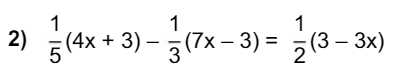 2) 1/5(4x + 3) – 1/3(7x – 3) = 1/2(3 – 3x)